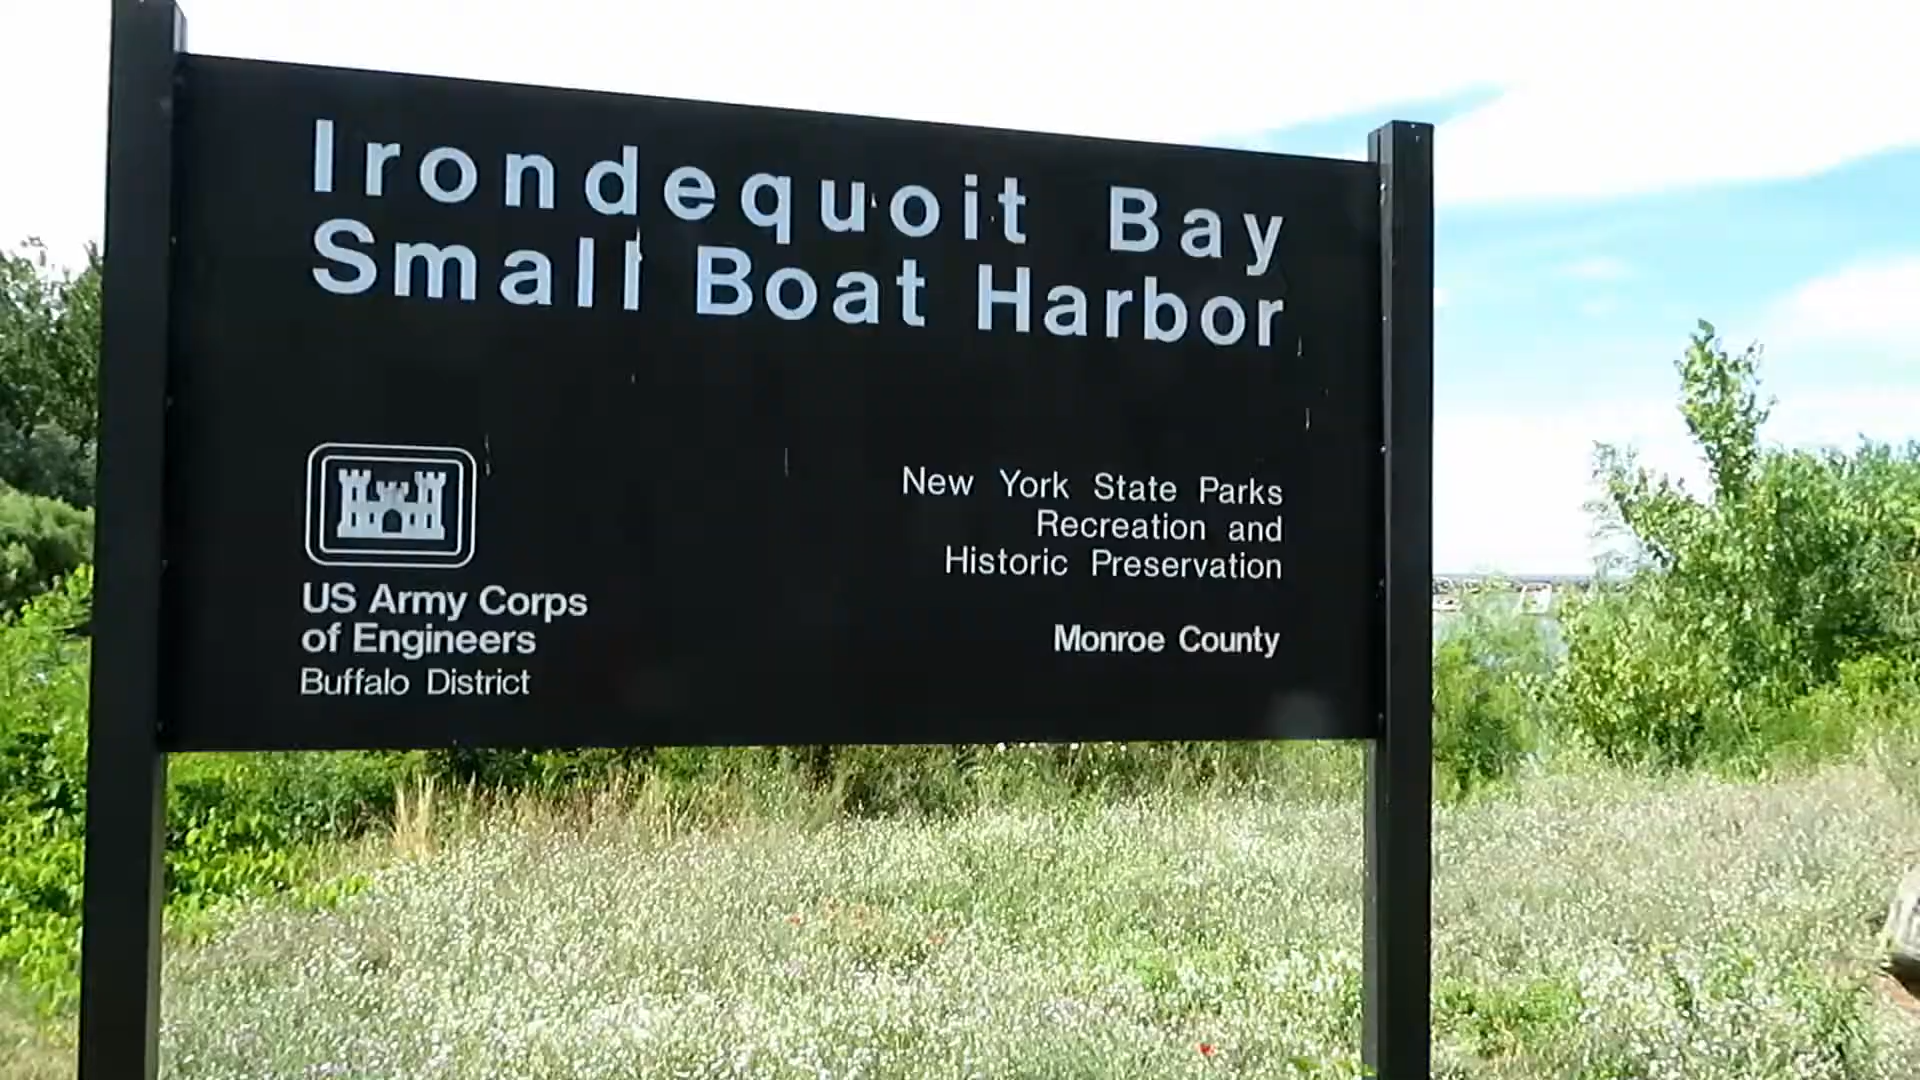 Irondequoit Bay
Small Boat Harbor
US Army Corps
of Engineers
Buffalo District
New York State Parks
Recreation and
Historic Preservation
Monroe County